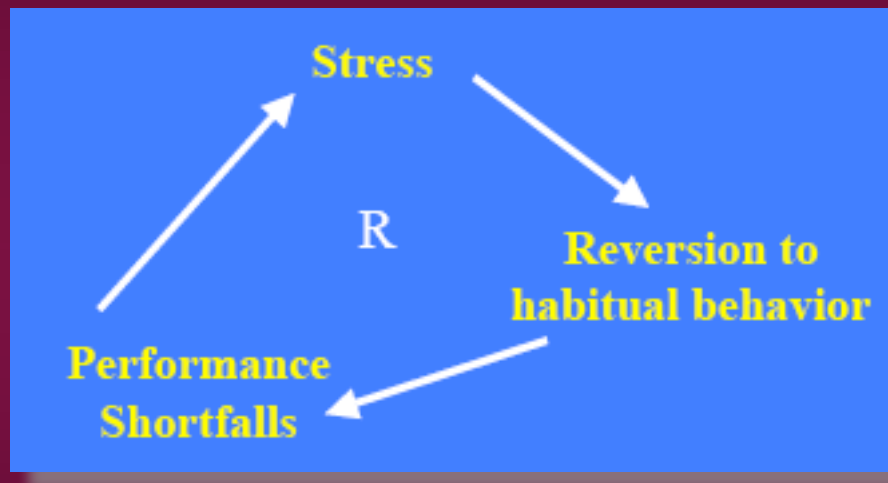 Stress
R
Reversion to
habitual behavior
Performance
Shortfalls